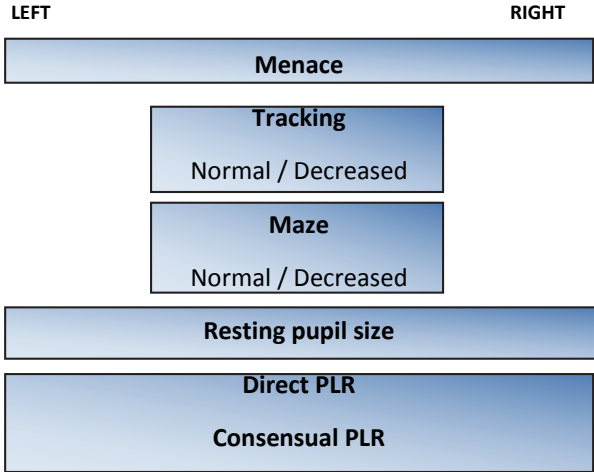 LEFT RIGHT
Menace
Tracking
Normal / Decreased
Maze
Normal / Decreased
Resting pupil size
Direct PLR
Consensual PLR